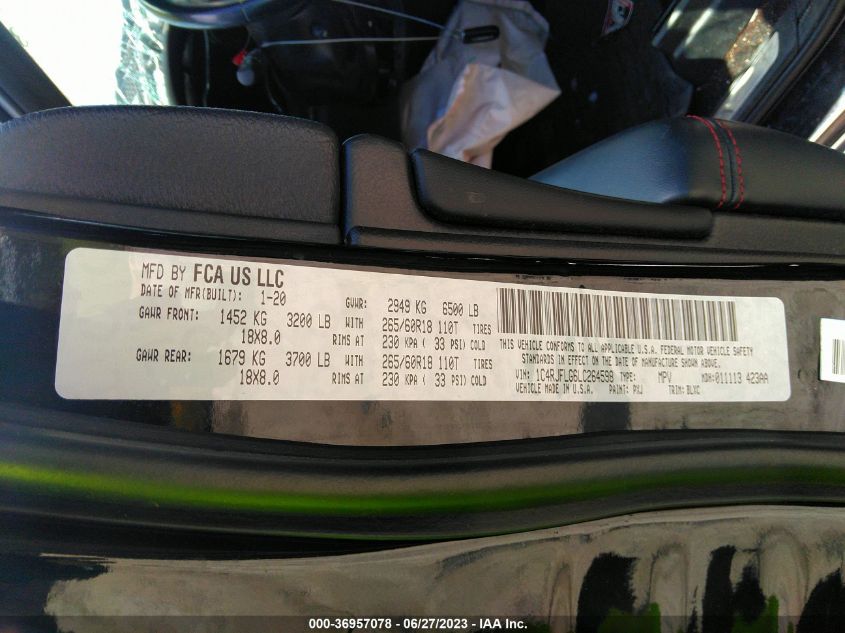 MFD BY FCA US LLC
DATE OF MFR(BUILT): 1-20
GVWR: 2949 KG 6500 LB
GAWR FRONT: 1452 KG 3200 LB WITH 265/60R18 110T TIRES
18X8.0 RIMS AT 230 KPA ( 33 PSI) COLD
GAWR REAR: 1679 KG 3700 LB WITH 265/60R18 110T TIRES
18X8.0 RIMS AT 230 KPA ( 33 PSI) COLD
THIS VEHICLE CONFORMS TO ALL APPLICABLE U.S.A. FEDERAL MOTOR VEHICLE SAFETY
STANDARDS IN EFFECT ON THE DATE OF MANUFACTURE SHOWN ABOVE.
VIN: 1C4RJFLG6LC264598 TYPE: MPV MDH: 011113 423AA
VEHICLE MADE IN U.S.A. PAINT: PXJ TRIM: BLXC
000-36957078 - 06/27/2023 - IAA Inc.